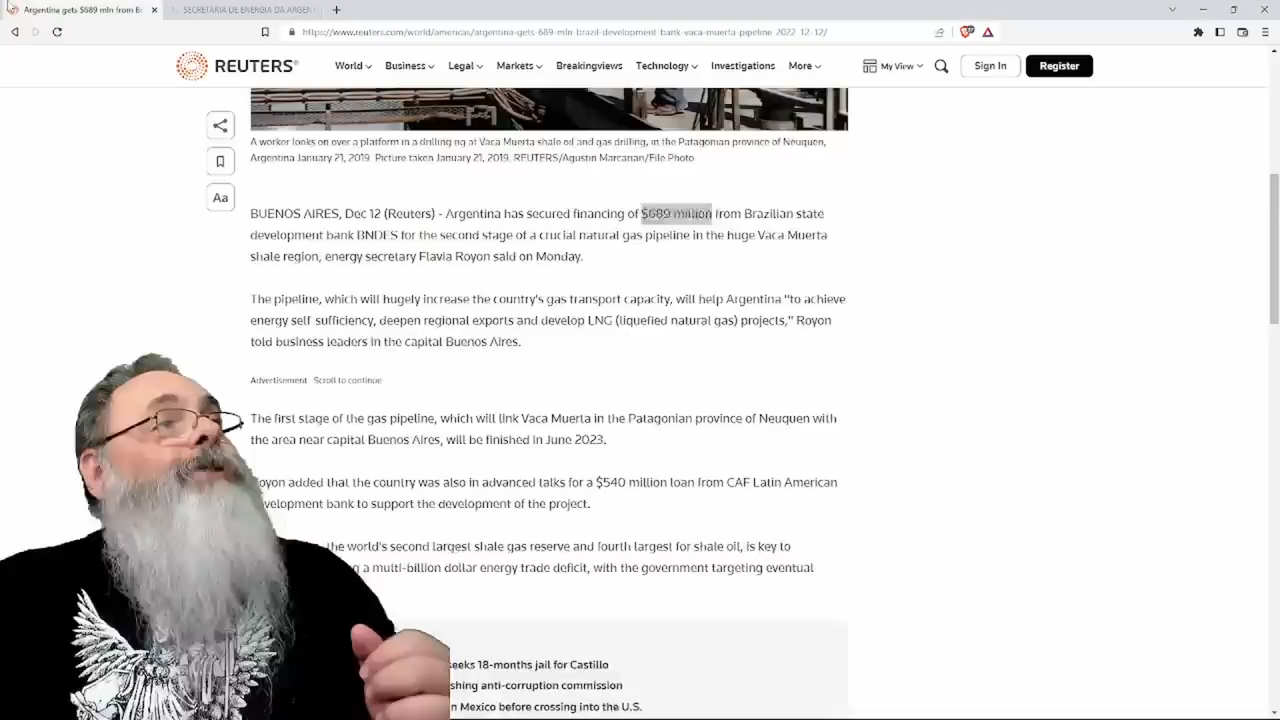 Argentina gets $689 mln from B
SECRETÁRIA DE ENERGIA DA ARGENT
https://www.reuters.com/world/americas/argentina-gets-689-mln-brazil-development-bank-vaca-muerta-pipeline-2022-12-12/
REUTERS®
World Business Legal Markets Breakingviews Technology Investigations More My View Sign In Register
A worker looks on over a platform in a drilling rig at Vaca Muerta shale oil and gas drilling, in the Patagonian province of Neuquen,
Argentina January 21, 2019. Picture taken January 21, 2019. REUTERS/Agustin Marcarian/File Photo
Aa
BUENOS AIRES, Dec 12 (Reuters) - Argentina has secured financing of $689 million from Brazilian state
development bank BNDES for the second stage of a crucial natural gas pipeline in the huge Vaca Muerta
shale region, energy secretary Flavia Royon said on Monday.
The pipeline, which will hugely increase the country's gas transport capacity, will help Argentina "to achieve
energy self sufficiency, deepen regional exports and develop LNG (liquefied natural gas) projects," Royon
told business leaders in the capital Buenos Aires.
Advertisement Scroll to continue
The first stage of the gas pipeline, which will link Vaca Muerta in the Patagonian province of Neuquen with
the area near capital Buenos Aires, will be finished in June 2023.
oyon added that the country was also in advanced talks for a $540 million loan from CAF Latin American
velopment bank to support the development of the project.
the world's second largest shale gas reserve and fourth largest for shale oil, is key to
g a multi-billion dollar energy trade deficit, with the government targeting eventual
seeks 18-months jail for Castillo
shing anti-corruption commission
n Mexico before crossing into the U.S.